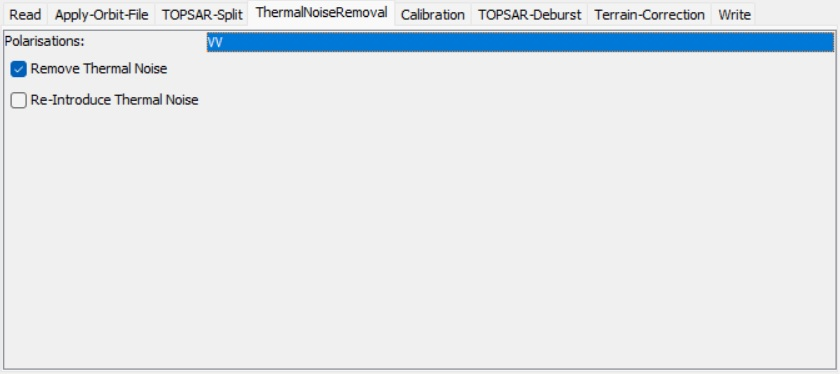 Read Apply-Orbit-File TOPSAR-Split ThermalNoiseRemoval Calibration TOPSAR-Deburst Terrain-Correction Write
Polarisations: VV
Remove Thermal Noise
Re-Introduce Thermal Noise